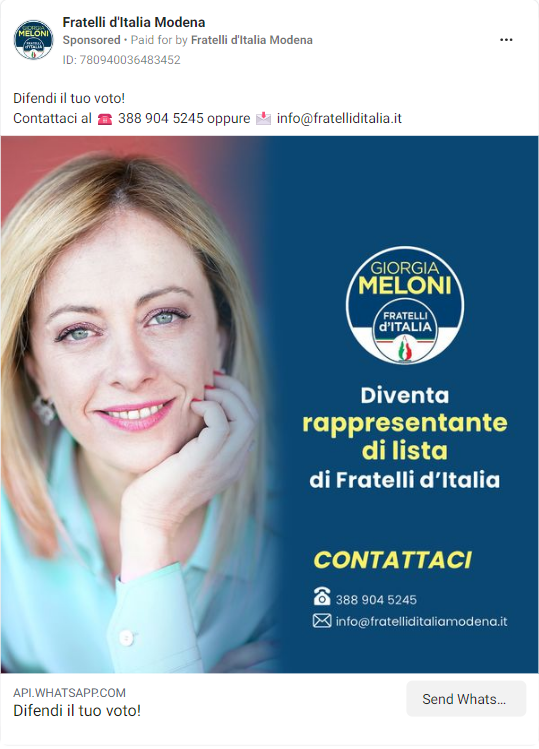 Fratelli d'Italia Modena
Sponsored • Paid for by Fratelli d'Italia Modena
ID: 780940036483452
Difendi il tuo voto!
Contattaci al ☎️ 388 904 5245 oppure 📩 info@fratelliditalia.it
GIORGIA
MELONI
FRATELLI
d'ITALIA
Diventa
rappresentante
di lista
di Fratelli d'Italia
CONTATTACI
388 904 5245
info@fratelliditaliamodena.it
API.WHATSAPP.COM
Difendi il tuo voto!
Send Whats...